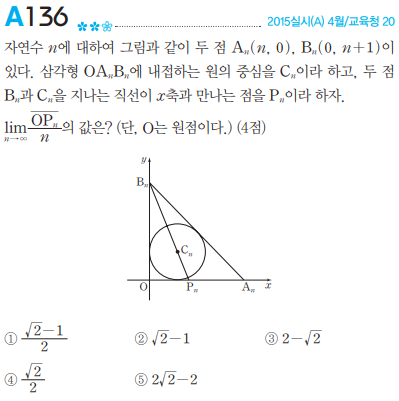 A136 2015실시(A) 4월/교육청 20
자연수 n에 대하여 그림과 같이 두 점 Aₙ(n, 0), Bₙ(0, n+1)이
있다. 삼각형 OAₙBₙ에 내접하는 원의 중심을 Cₙ이라 하고, 두 점
Bₙ과 Cₙ을 지나는 직선이 x축과 만나는 점을 Pₙ이라 하자.
lim_{n→∞} \frac{\overline{OPₙ}}{n}의 값은? (단, O는 원점이다.) (4점)
y
Bₙ
Cₙ
O Pₙ Aₙ x
① \frac{√2-1}{2} ② √2-1 ③ 2-√2
④ \frac{√2}{2} ⑤ 2√2-2